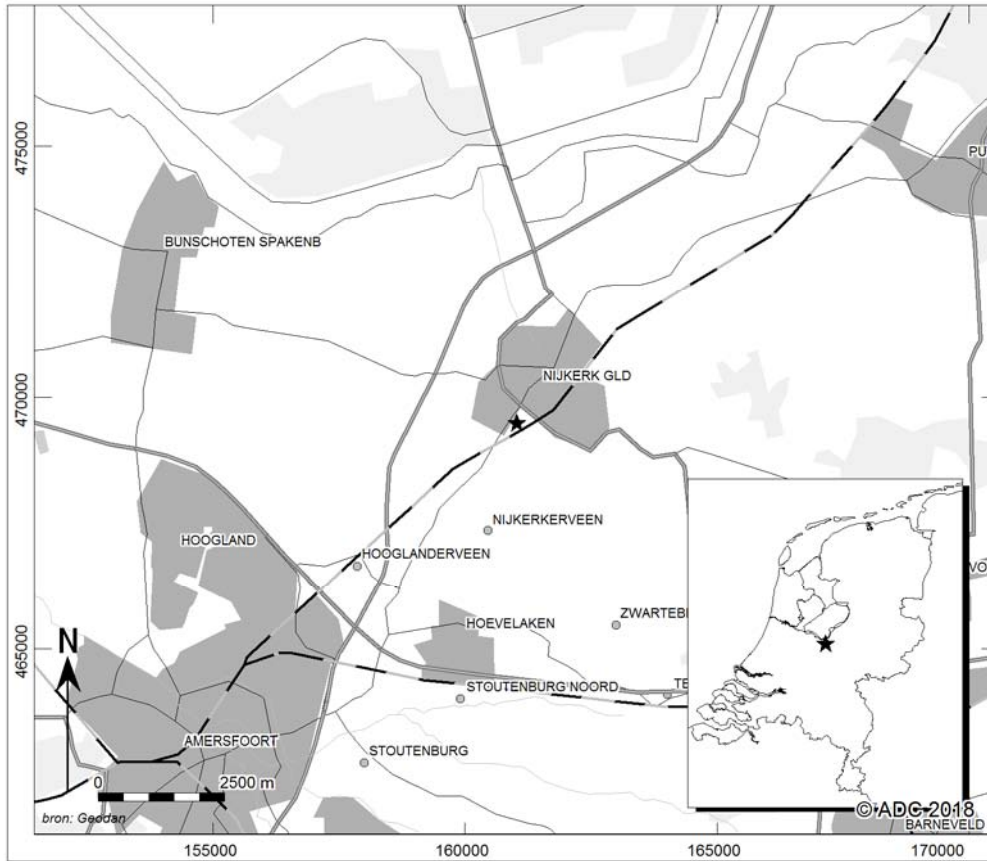 475000
PU
BUNSCHOTEN SPAKENB
470000
NIJKERK GLD
NIJKERKERVEEN
HOOGLAND
HOOGLANDERVEEN
VO
ZWARTEB
HOEVELAKEN
465000
N
STOUTENBURG NOORD
TE
AMERSFOORT
STOUTENBURG
0 2500 m
bron: Geodan
© ADC 2018
BARNEVELD
155000 160000 165000 170000